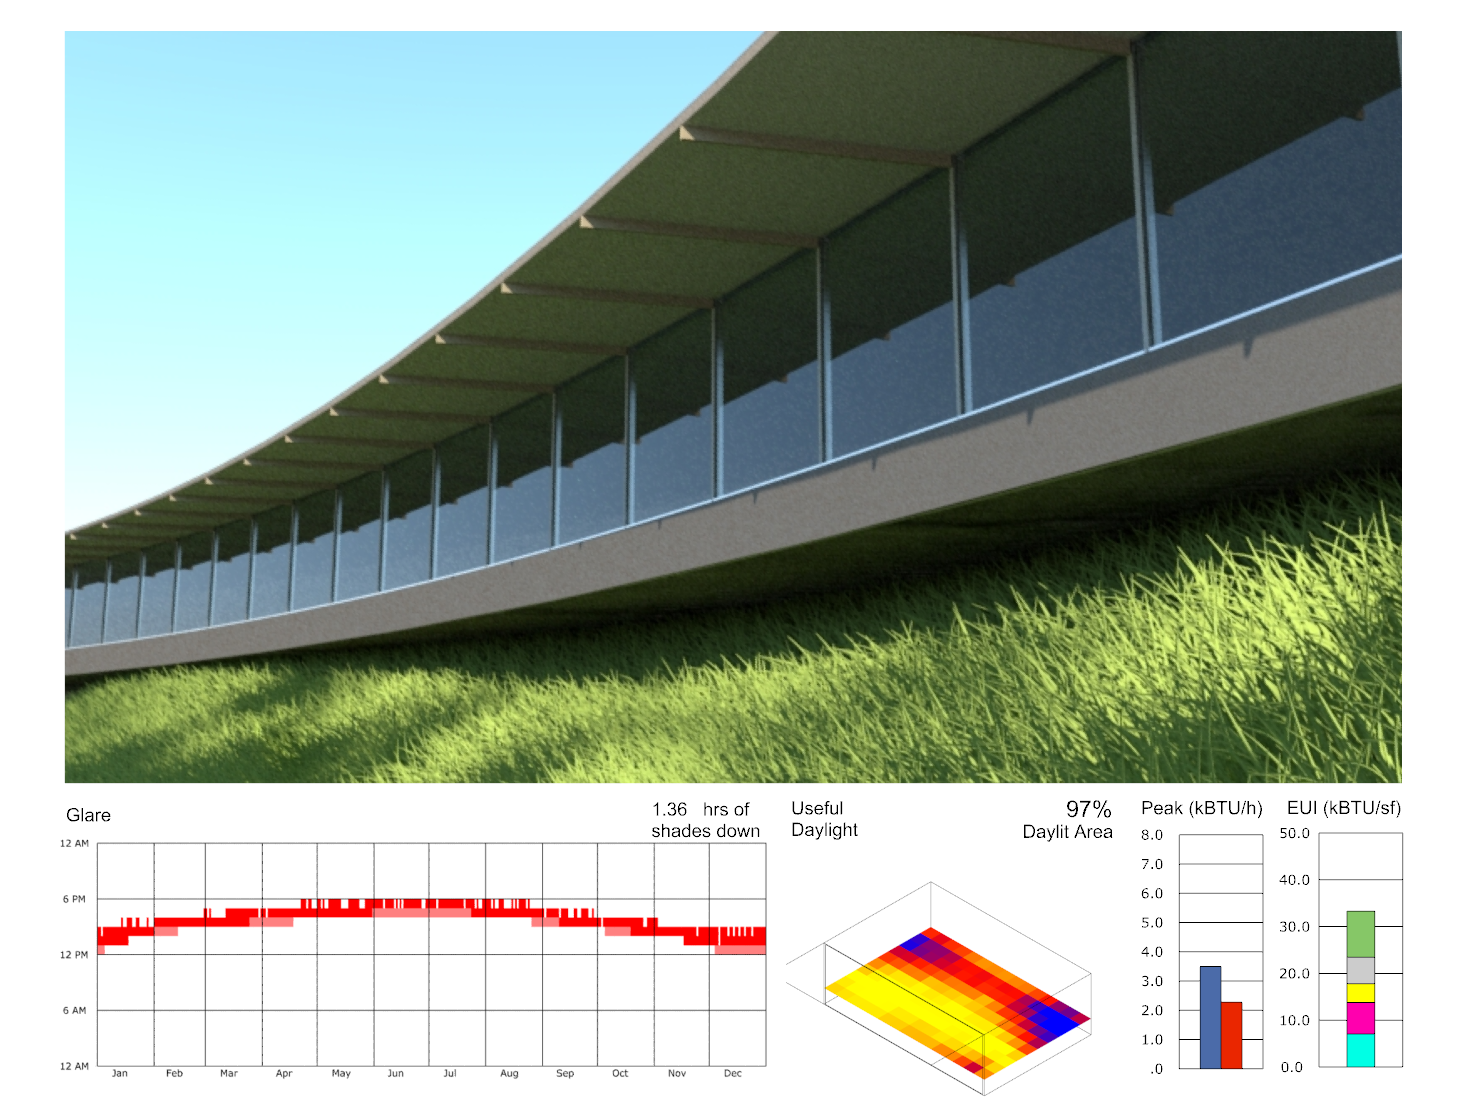 Glare
1.36 hrs of
shades down
Useful
Daylight
97%
Daylit Area
Peak (kBTU/h)
EUI (kBTU/sf)
12 AM
6 PM
12 PM
6 AM
12 AM
Jan Feb Mar Apr May Jun Jul Aug Sep Oct Nov Dec
8.0
7.0
6.0
5.0
4.0
3.0
2.0
1.0
.0
50.0
40.0
30.0
20.0
10.0
0.0